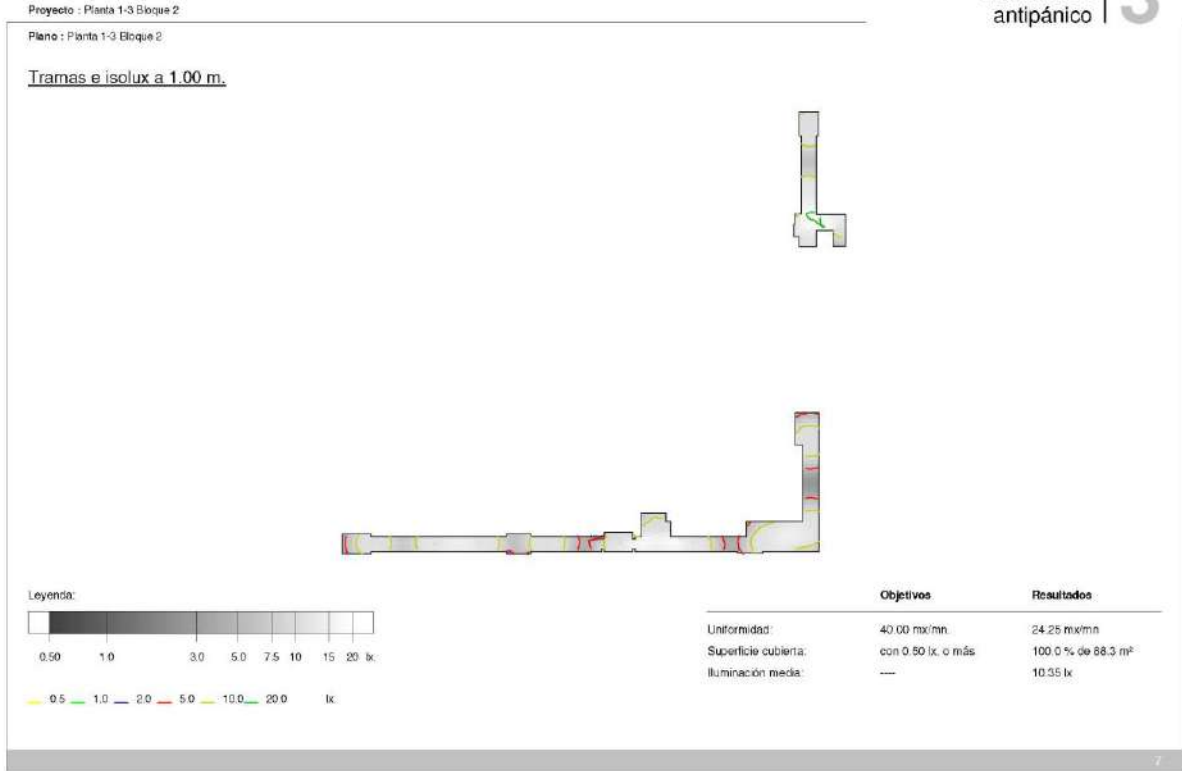 Proyecto : Planta 1-3 Bloque 2
antipánico
3
Plano : Planta 1-3 Bloque 2
Tramas e isolux a 1.00 m.
Leyenda:
0.50 1.0 3.0 5.0 7.5 10 15 20 lx.
0.5 1.0 2.0 5.0 10.0 20.0 lx
Objetivos Resultados
Uniformidad: 40.00 mx/mn. 24.25 mx/mn
Superficie cubierta: con 0.50 lx. o más 100.0 % de 88.3 m²
Iluminación media: ---- 10.35 lx
7